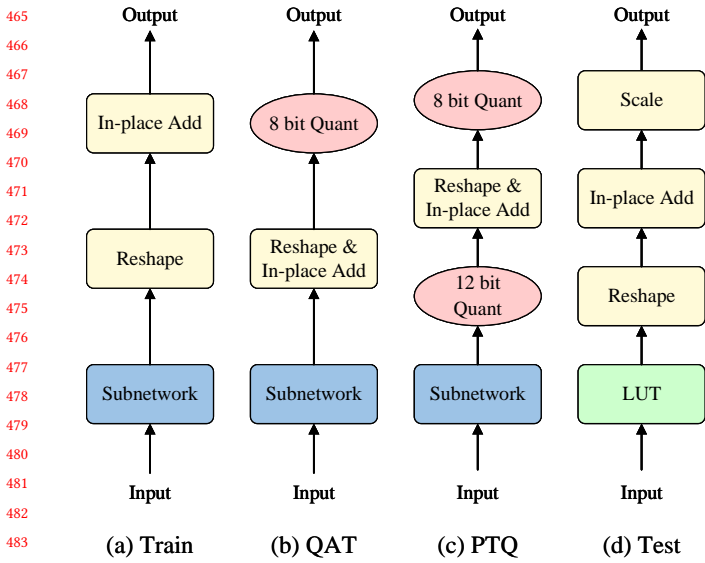 465
466
467
468
469
470
471
472
473
474
475
476
477
478
479
480
481
482
483
Output
In-place Add
Reshape
Subnetwork
Input
(a) Train
Output
8 bit Quant
Reshape &
In-place Add
Subnetwork
Input
(b) QAT
Output
8 bit Quant
Reshape &
In-place Add
12 bit
Quant
Subnetwork
Input
(c) PTQ
Output
Scale
In-place Add
Reshape
LUT
Input
(d) Test